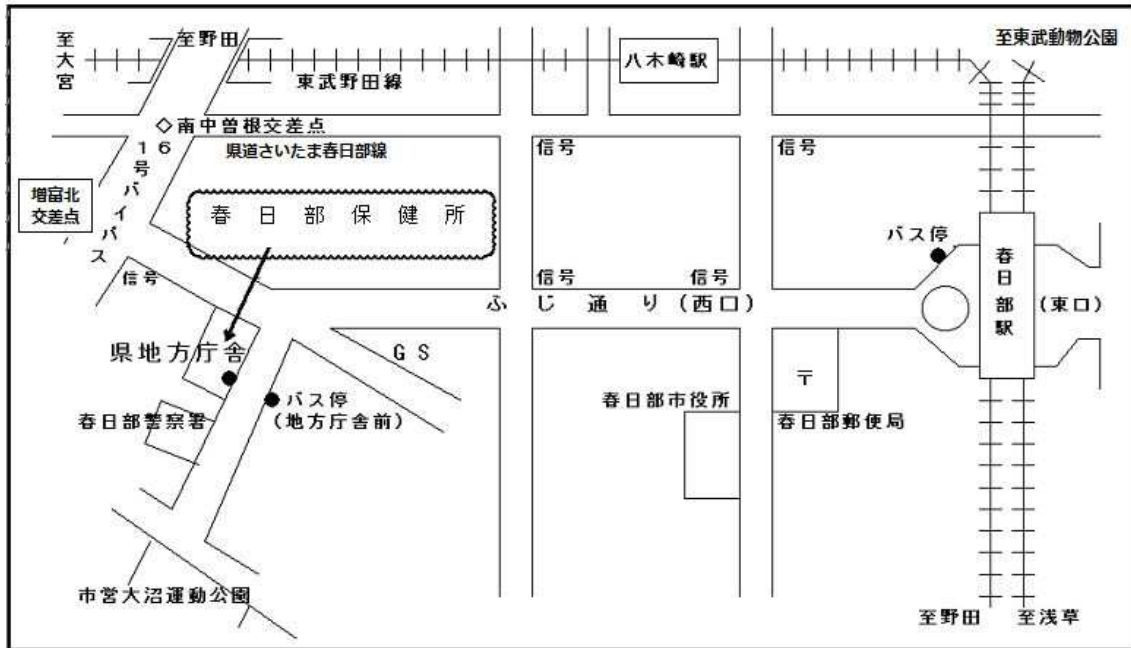 至大宮
至野田
東武野田線
八木崎駅
至東武動物公園
◇南中曽根交差点
県道さいたま春日部線
16号バイパス
増富北
交差点
信号
信号
春日部保健所
信号
信号
信号
バス停
春日部駅
(東口)
ふじ通り(西口)
県地方庁舎
GS
バス停
(地方庁舎前)
春日部警察署
春日部市役所
〒
春日部郵便局
市営大沼運動公園
至野田
至浅草